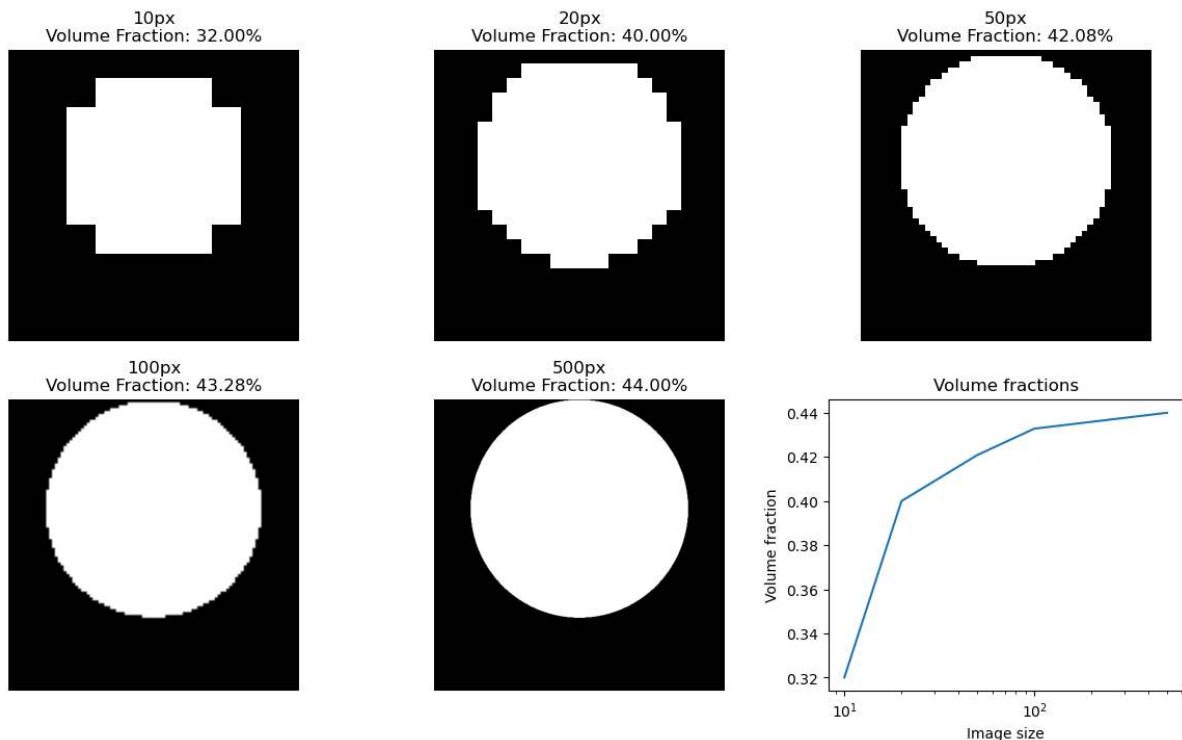 10px
Volume Fraction: 32.00%
20px
Volume Fraction: 40.00%
50px
Volume Fraction: 42.08%
100px
Volume Fraction: 43.28%
500px
Volume Fraction: 44.00%
Volume fractions
0.44
0.42
0.40
0.38
0.36
0.34
0.32
Volume fraction
10¹
10²
Image size